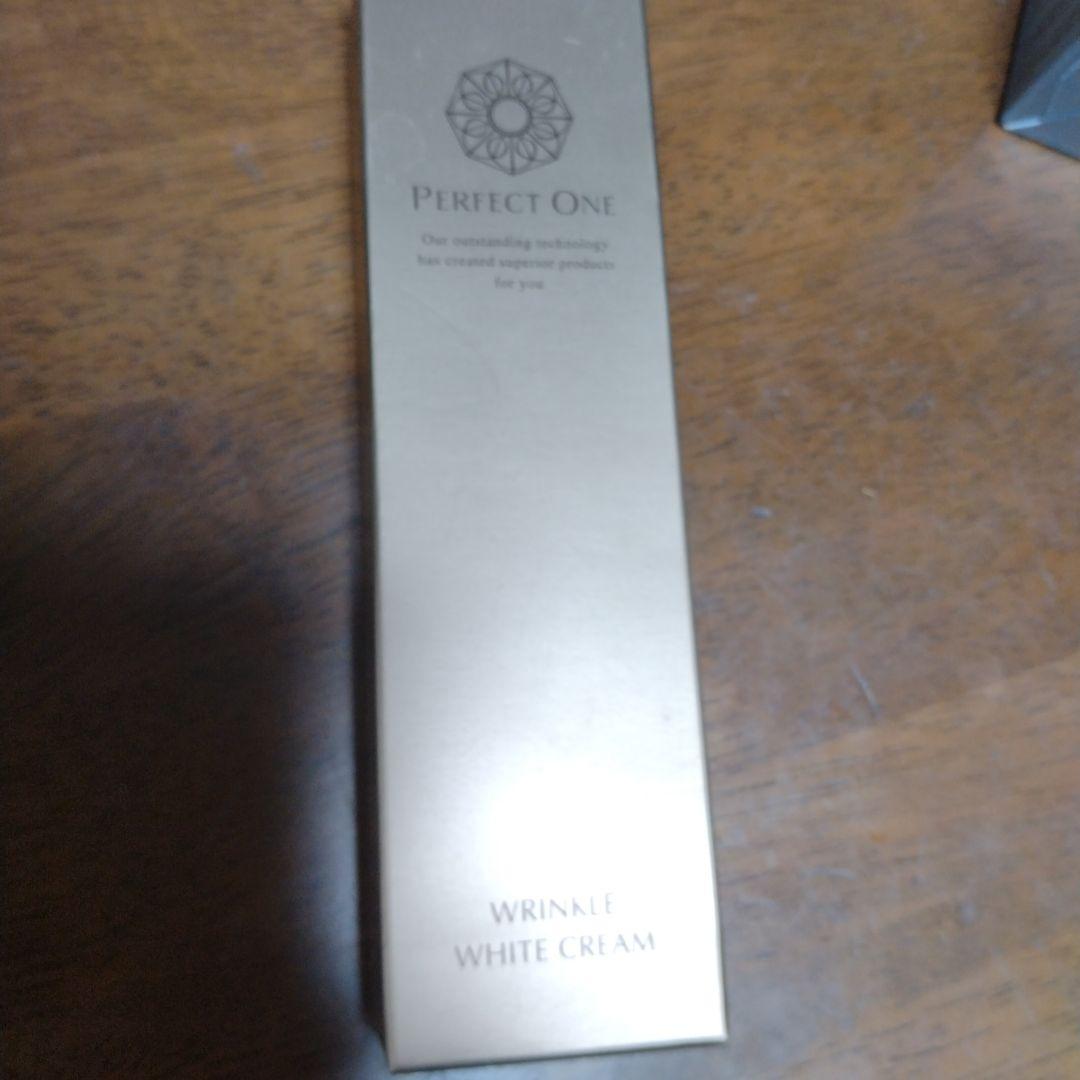 PERFECT ONE
Our outstanding technology
has created superior products
for you
WRINKLE
WHITE CREAM